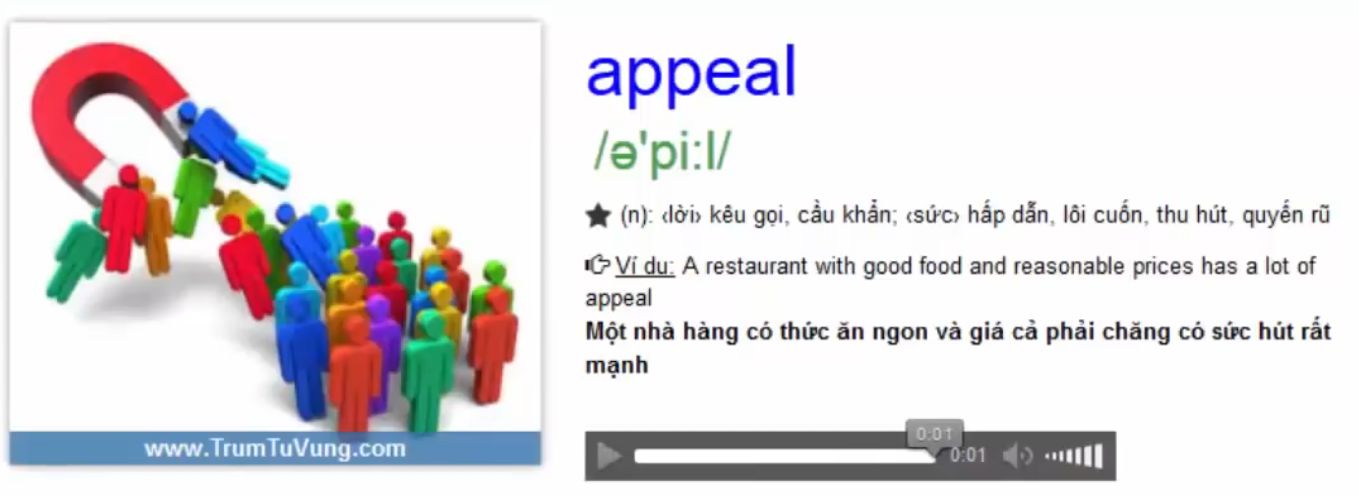 appeal
/ə'pi:l/
(n): ‹lời› kêu gọi, cầu khẩn; ‹sức› hấp dẫn, lôi cuốn, thu hút, quyến rũ
Ví dụ: A restaurant with good food and reasonable prices has a lot of
appeal
Một nhà hàng có thức ăn ngon và giá cả phải chăng có sức hút rất
mạnh
www.TrumTuVung.com
0:01
0:01